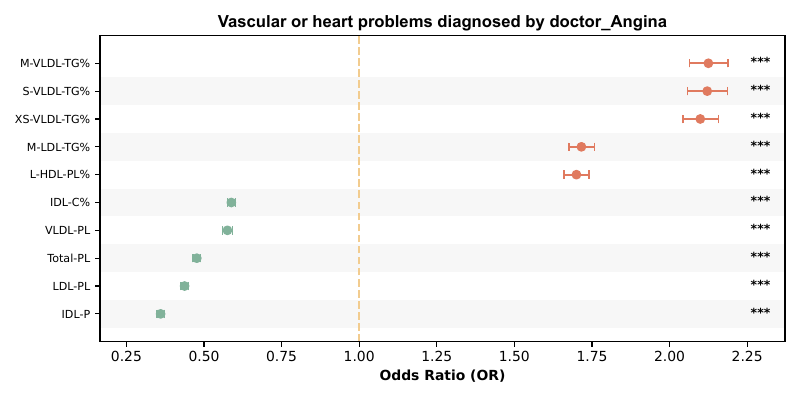 Vascular or heart problems diagnosed by doctor_Angina
M-VLDL-TG% ***
S-VLDL-TG% ***
XS-VLDL-TG% ***
M-LDL-TG% ***
L-HDL-PL% ***
IDL-C% ***
VLDL-PL ***
Total-PL ***
LDL-PL ***
IDL-P ***
0.25 0.50 0.75 1.00 1.25 1.50 1.75 2.00 2.25
Odds Ratio (OR)